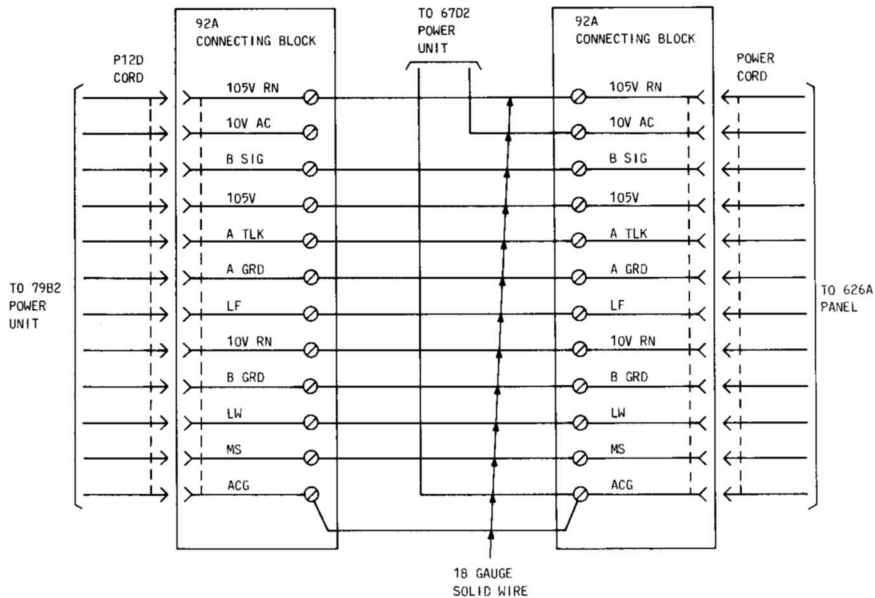 92A
CONNECTING BLOCK
TO 67D2
POWER
UNIT
92A
CONNECTING BLOCK
P12D
CORD
POWER
CORD
105V RN
10V AC
B SIG
105V
A TLK
A GRD
LF
10V RN
B GRD
LW
MS
ACG
105V RN
10V AC
B SIG
105V
A TLK
A GRD
LF
10V RN
B GRD
LW
MS
ACG
TO 79B2
POWER
UNIT
TO 626A
PANEL
18 GAUGE
SOLID WIRE